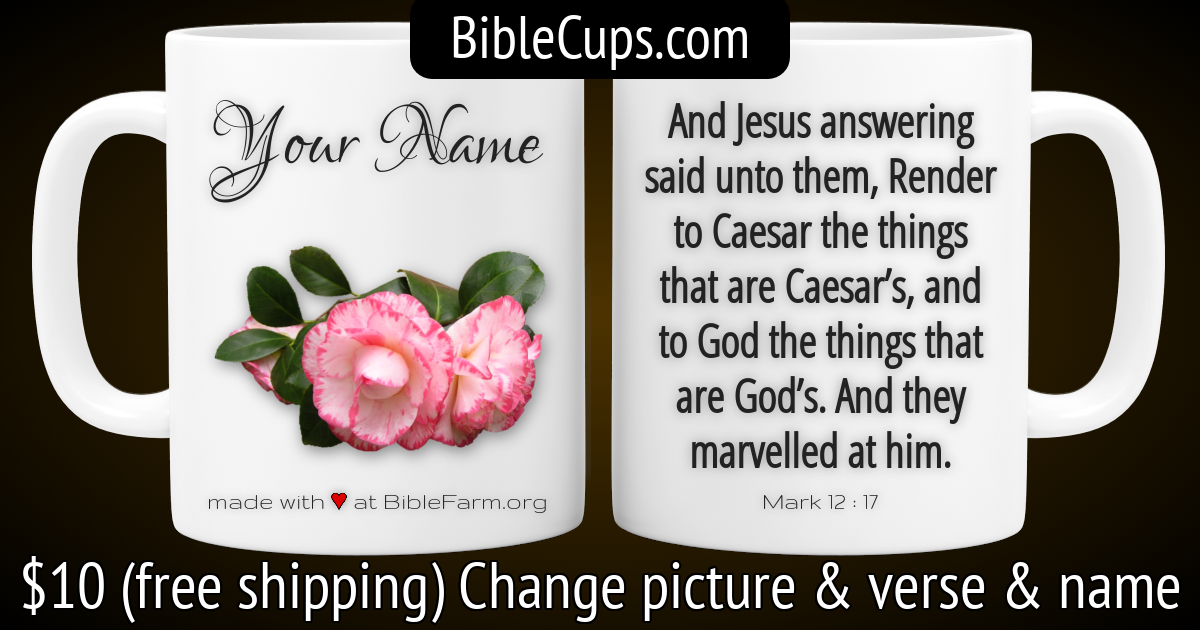 BibleCups.com
Your Name
made with ♥ at BibleFarm.org
And Jesus answering
said unto them, Render
to Caesar the things
that are Caesar’s, and
to God the things that
are God’s. And they
marvelled at him.
Mark 12 : 17
$10 (free shipping) Change picture & verse & name